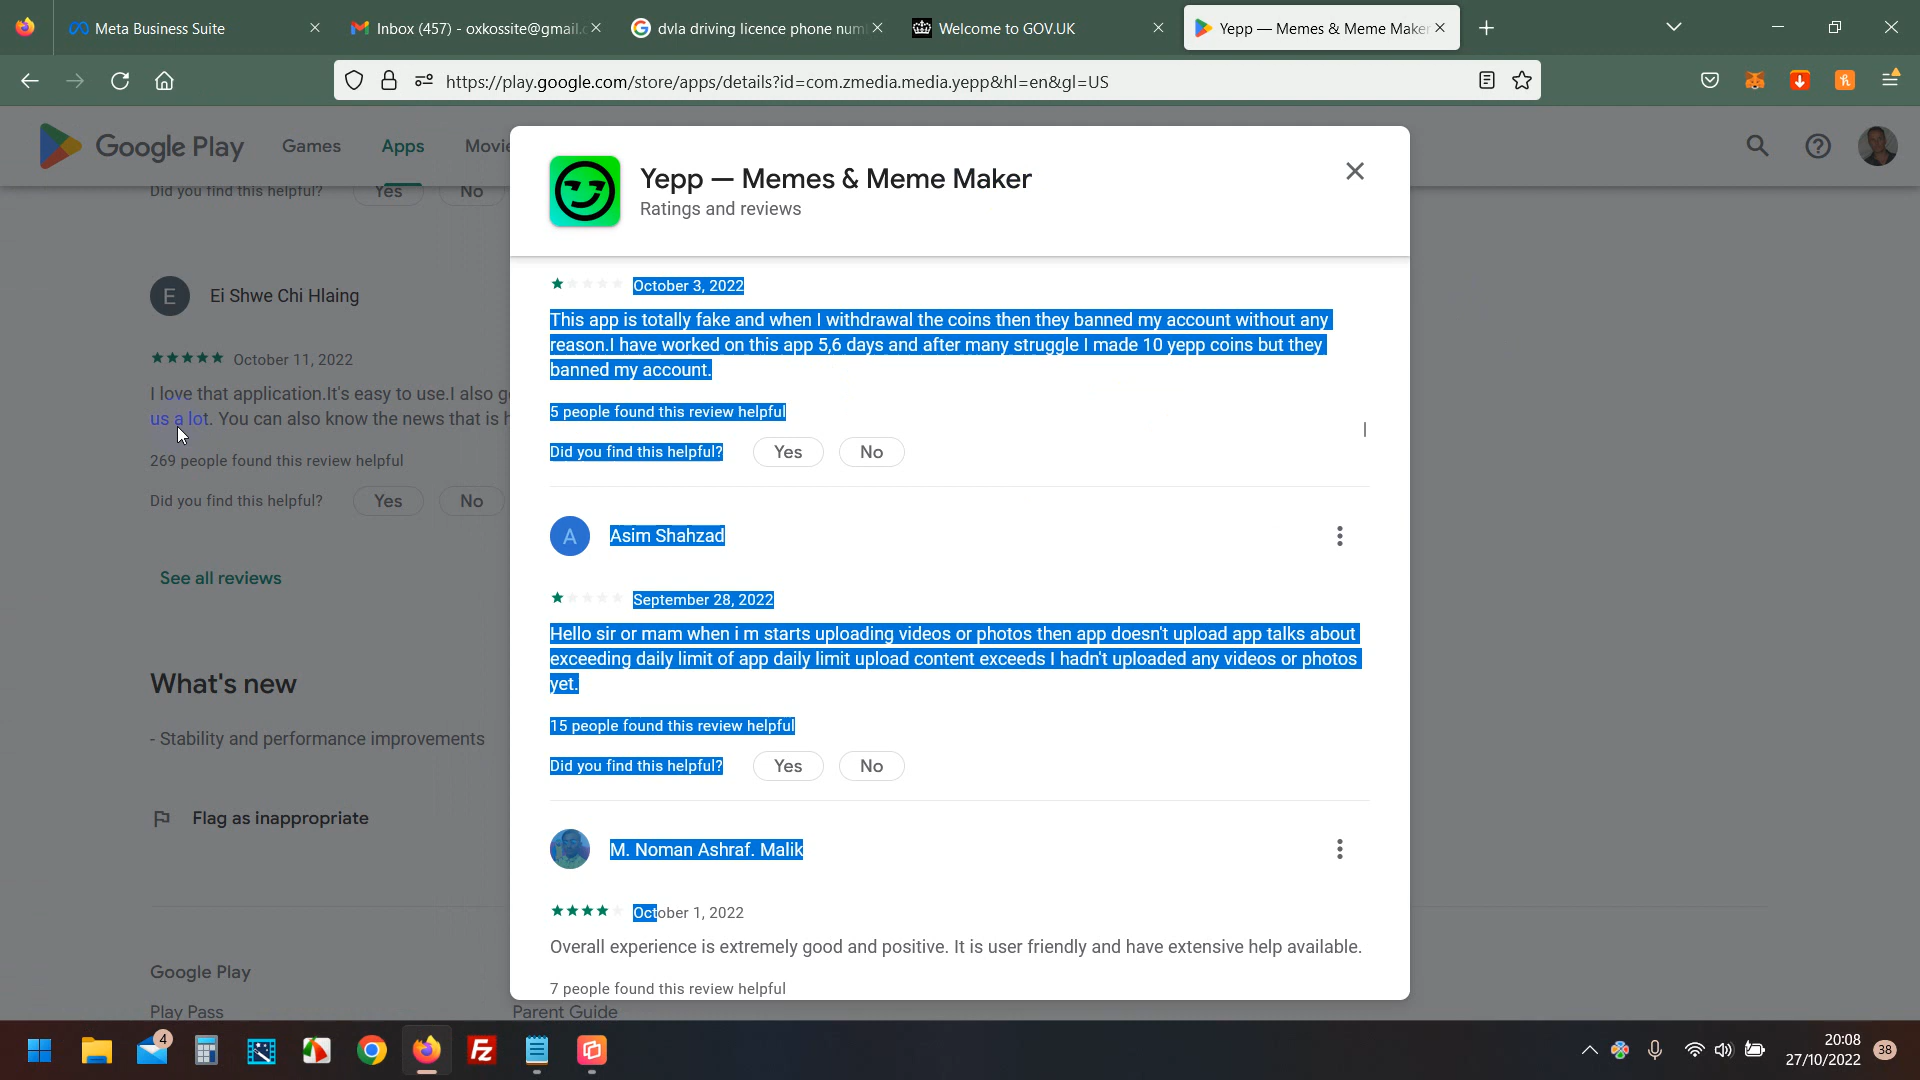 Meta Business Suite
Inbox (457) - oxkossite@gmail.c
dvla driving licence phone num
Welcome to GOV.UK
Yepp — Memes & Meme Maker
https://play.google.com/store/apps/details?id=com.zmedia.media.yepp&hl=en&gl=US
Google Play
Games
Apps
Movie
Did you find this helpful?
Yes
No
E
Ei Shwe Chi Hlaing
October 11, 2022
I love that application.It's easy to use.I also g
us a lot. You can also know the news that is h
269 people found this review helpful
Did you find this helpful?
Yes
No
See all reviews
What's new
- Stability and performance improvements
Flag as inappropriate
Google Play
Play Pass
Parent Guide
Yepp — Memes & Meme Maker
Ratings and reviews
October 3, 2022
This app is totally fake and when I withdrawal the coins then they banned my account without any
reason.I have worked on this app 5,6 days and after many struggle I made 10 yepp coins but they
banned my account.
5 people found this review helpful
Did you find this helpful?
Yes
No
A
Asim Shahzad
September 28, 2022
Hello sir or mam when i m starts uploading videos or photos then app doesn't upload app talks about
exceeding daily limit of app daily limit upload content exceeds I hadn't uploaded any videos or photos
yet.
15 people found this review helpful
Did you find this helpful?
Yes
No
M. Noman Ashraf. Malik
October 1, 2022
Overall experience is extremely good and positive. It is user friendly and have extensive help available.
7 people found this review helpful
4
Fz
20:08
27/10/2022
38